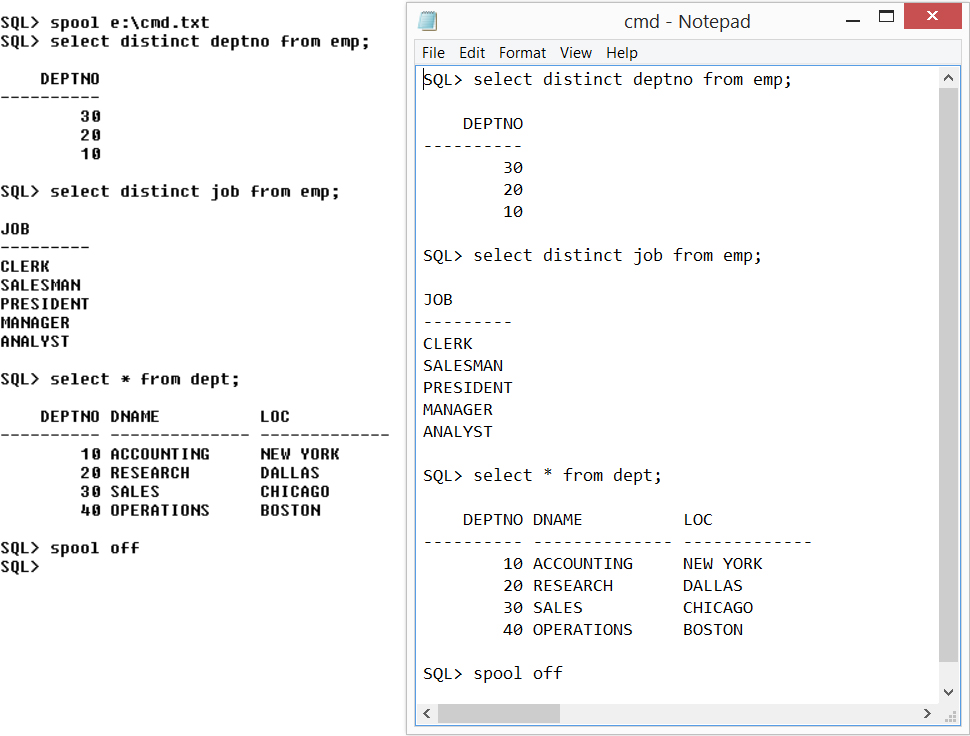 SQL> spool e:\cmd.txt
SQL> select distinct deptno from emp;
    DEPTNO
----------
        30
        20
        10
SQL> select distinct job from emp;
JOB
---------
CLERK
SALESMAN
PRESIDENT
MANAGER
ANALYST
SQL> select * from dept;
    DEPTNO DNAME          LOC
---------- -------------- -------------
        10 ACCOUNTING     NEW YORK
        20 RESEARCH       DALLAS
        30 SALES          CHICAGO
        40 OPERATIONS     BOSTON
SQL> spool off
SQL>
cmd - Notepad
File Edit Format View Help
SQL> select distinct deptno from emp;
    DEPTNO
----------
        30
        20
        10
SQL> select distinct job from emp;
JOB
---------
CLERK
SALESMAN
PRESIDENT
MANAGER
ANALYST
SQL> select * from dept;
    DEPTNO DNAME          LOC
---------- -------------- -------------
        10 ACCOUNTING     NEW YORK
        20 RESEARCH       DALLAS
        30 SALES          CHICAGO
        40 OPERATIONS     BOSTON
SQL> spool off